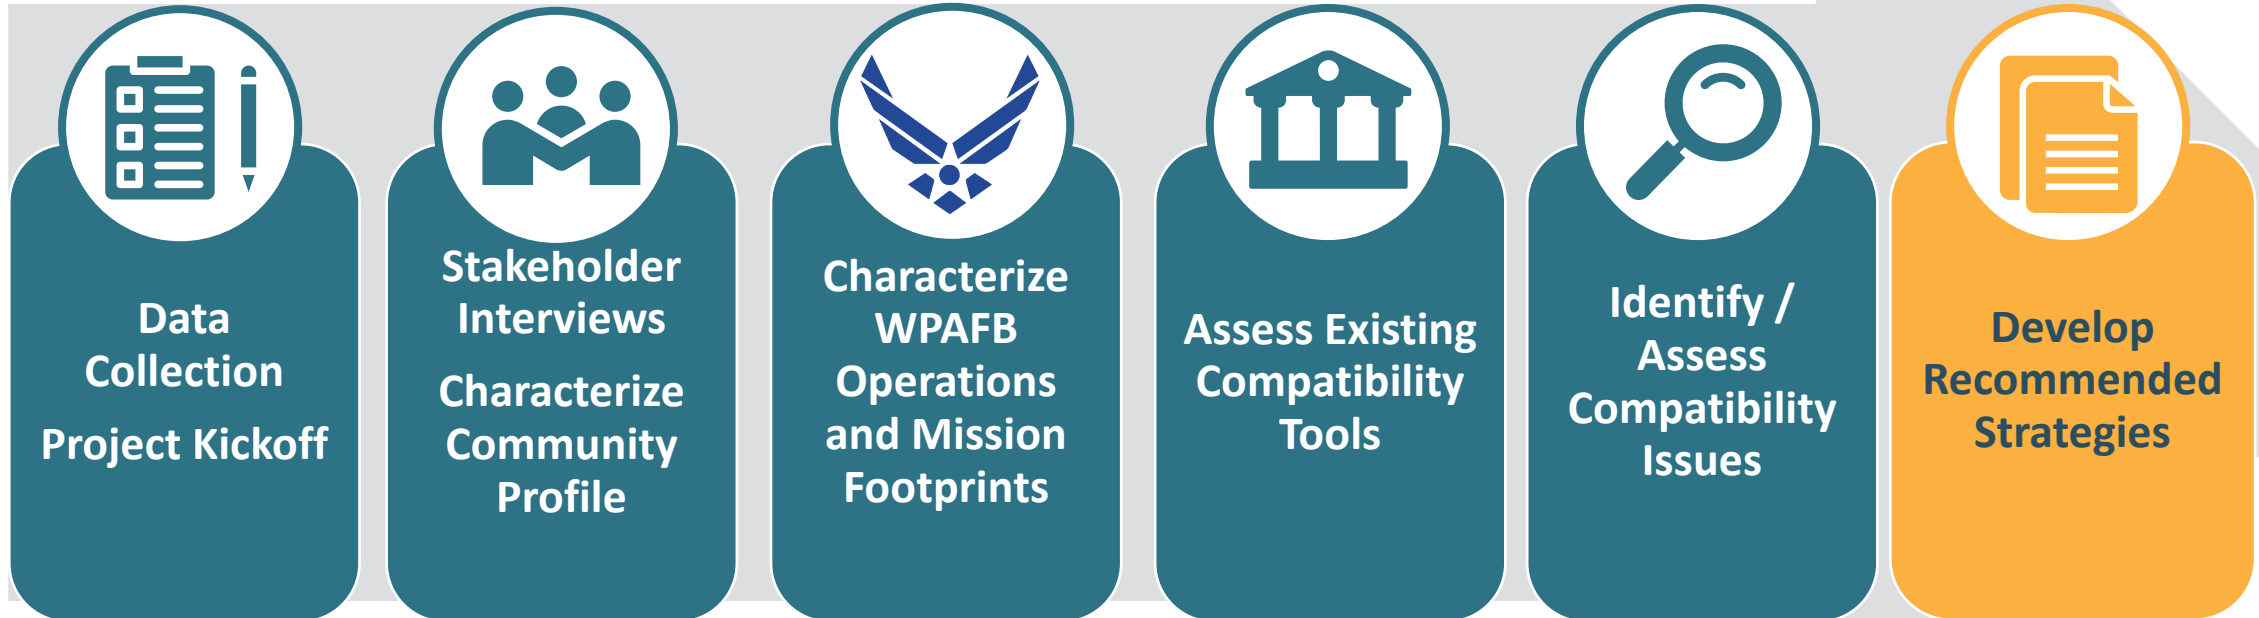 Data
Collection
Project Kickoff
Stakeholder
Interviews
Characterize
Community
Profile
Characterize
WPAFB
Operations
and Mission
Footprints
Assess Existing
Compatibility
Tools
Identify /
Assess
Compatibility
Issues
Develop
Recommended
Strategies